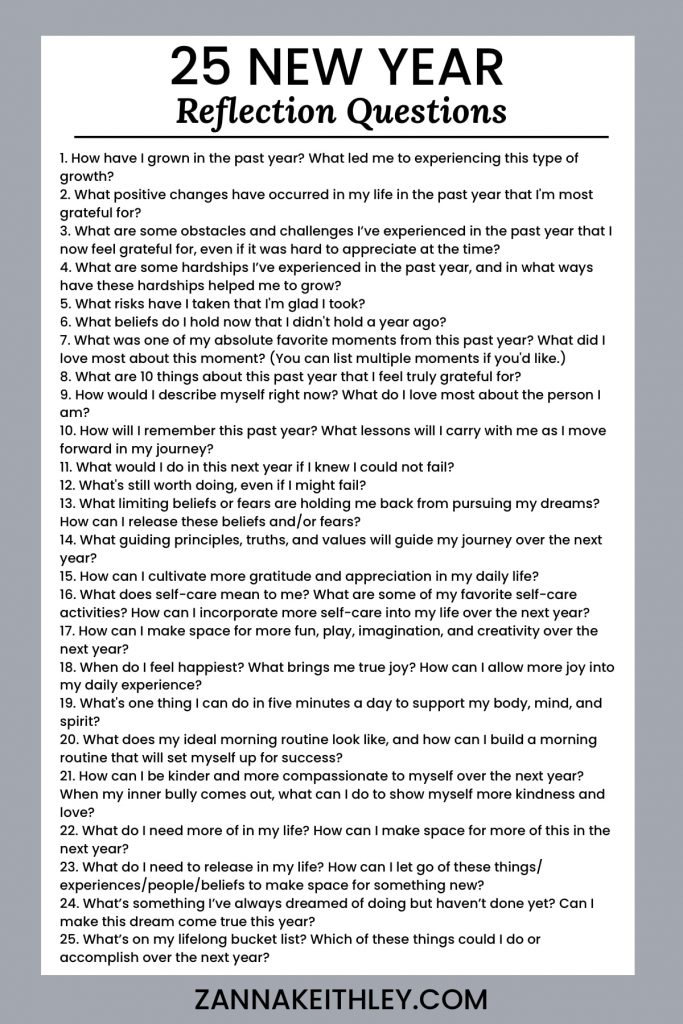 25 NEW YEAR
Reflection Questions
1. How have I grown in the past year? What led me to experiencing this type of
growth?
2. What positive changes have occurred in my life in the past year that I'm most
grateful for?
3. What are some obstacles and challenges I’ve experienced in the past year that I
now feel grateful for, even if it was hard to appreciate at the time?
4. What are some hardships I’ve experienced in the past year, and in what ways
have these hardships helped me to grow?
5. What risks have I taken that I'm glad I took?
6. What beliefs do I hold now that I didn't hold a year ago?
7. What was one of my absolute favorite moments from this past year? What did I
love most about this moment? (You can list multiple moments if you'd like.)
8. What are 10 things about this past year that I feel truly grateful for?
9. How would I describe myself right now? What do I love most about the person I
am?
10. How will I remember this past year? What lessons will I carry with me as I move
forward in my journey?
11. What would I do in this next year if I knew I could not fail?
12. What's still worth doing, even if I might fail?
13. What limiting beliefs or fears are holding me back from pursuing my dreams?
How can I release these beliefs and/or fears?
14. What guiding principles, truths, and values will guide my journey over the next
year?
15. How can I cultivate more gratitude and appreciation in my daily life?
16. What does self-care mean to me? What are some of my favorite self-care
activities? How can I incorporate more self-care into my life over the next year?
17. How can I make space for more fun, play, imagination, and creativity over the
next year?
18. When do I feel happiest? What brings me true joy? How can I allow more joy into
my daily experience?
19. What's one thing I can do in five minutes a day to support my body, mind, and
spirit?
20. What does my ideal morning routine look like, and how can I build a morning
routine that will set myself up for success?
21. How can I be kinder and more compassionate to myself over the next year?
When my inner bully comes out, what can I do to show myself more kindness and
love?
22. What do I need more of in my life? How can I make space for more of this in the
next year?
23. What do I need to release in my life? How can I let go of these things/
experiences/people/beliefs to make space for something new?
24. What’s something I’ve always dreamed of doing but haven’t done yet? Can I
make this dream come true this year?
25. What’s on my lifelong bucket list? Which of these things could I do or
accomplish over the next year?
ZANNAKEITHLEY.COM